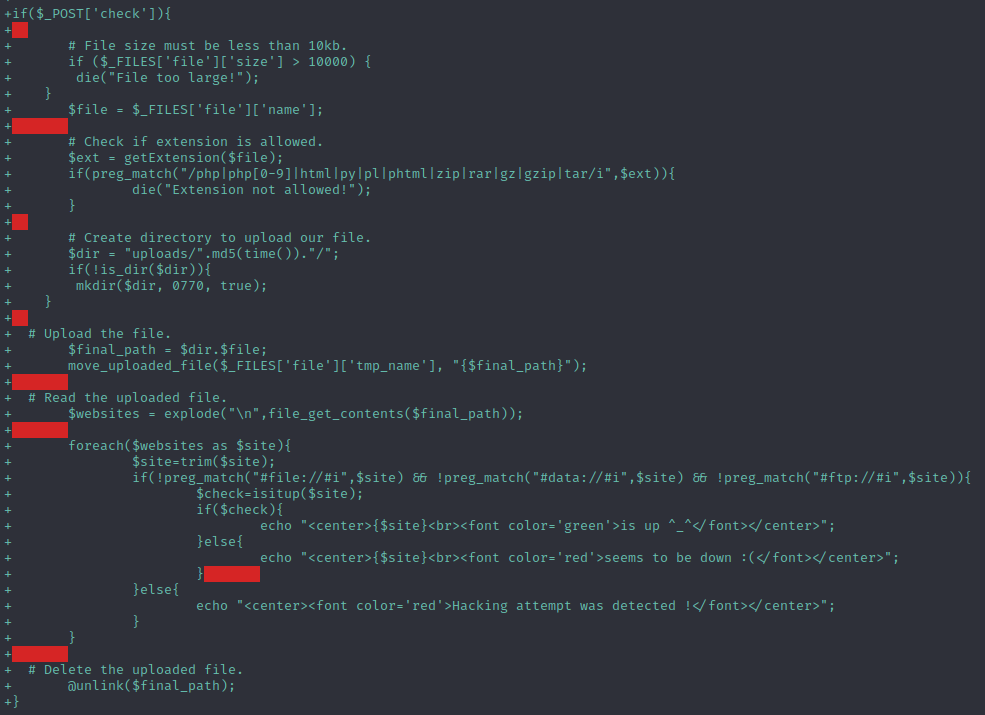 +if($_POST['check']){
+
+       # File size must be less than 10kb.
+       if ($_FILES['file']['size'] > 10000) {
+        die("File too large!");
+    }
+       $file = $_FILES['file']['name'];
+
+       # Check if extension is allowed.
+       $ext = getExtension($file);
+       if(preg_match("/php|php[0-9]|html|py|pl|phtml|zip|rar|gz|gzip|tar/i",$ext)){
+               die("Extension not allowed!");
+       }
+
+       # Create directory to upload our file.
+       $dir = "uploads/".md5(time())."/";
+       if(!is_dir($dir)){
+        mkdir($dir, 0770, true);
+    }
+
+  # Upload the file.
+       $final_path = $dir.$file;
+       move_uploaded_file($_FILES['file']['tmp_name'], "{$final_path}");
+
+  # Read the uploaded file.
+       $websites = explode("\n",file_get_contents($final_path));
+
+       foreach($websites as $site){
+               $site=trim($site);
+               if(!preg_match("#file://#i",$site) && !preg_match("#data://#i",$site) && !preg_match("#ftp://#i",$site)){
+                       $check=isitup($site);
+                       if($check){
+                               echo "<center>{$site}<br><font color='green'>is up ^_^</font></center>";
+                       }else{
+                               echo "<center>{$site}<br><font color='red'>seems to be down :(</font></center>";
+                       }
+               }else{
+                       echo "<center><font color='red'>Hacking attempt was detected !</font></center>";
+               }
+       }
+
+  # Delete the uploaded file.
+       @unlink($final_path);
+}